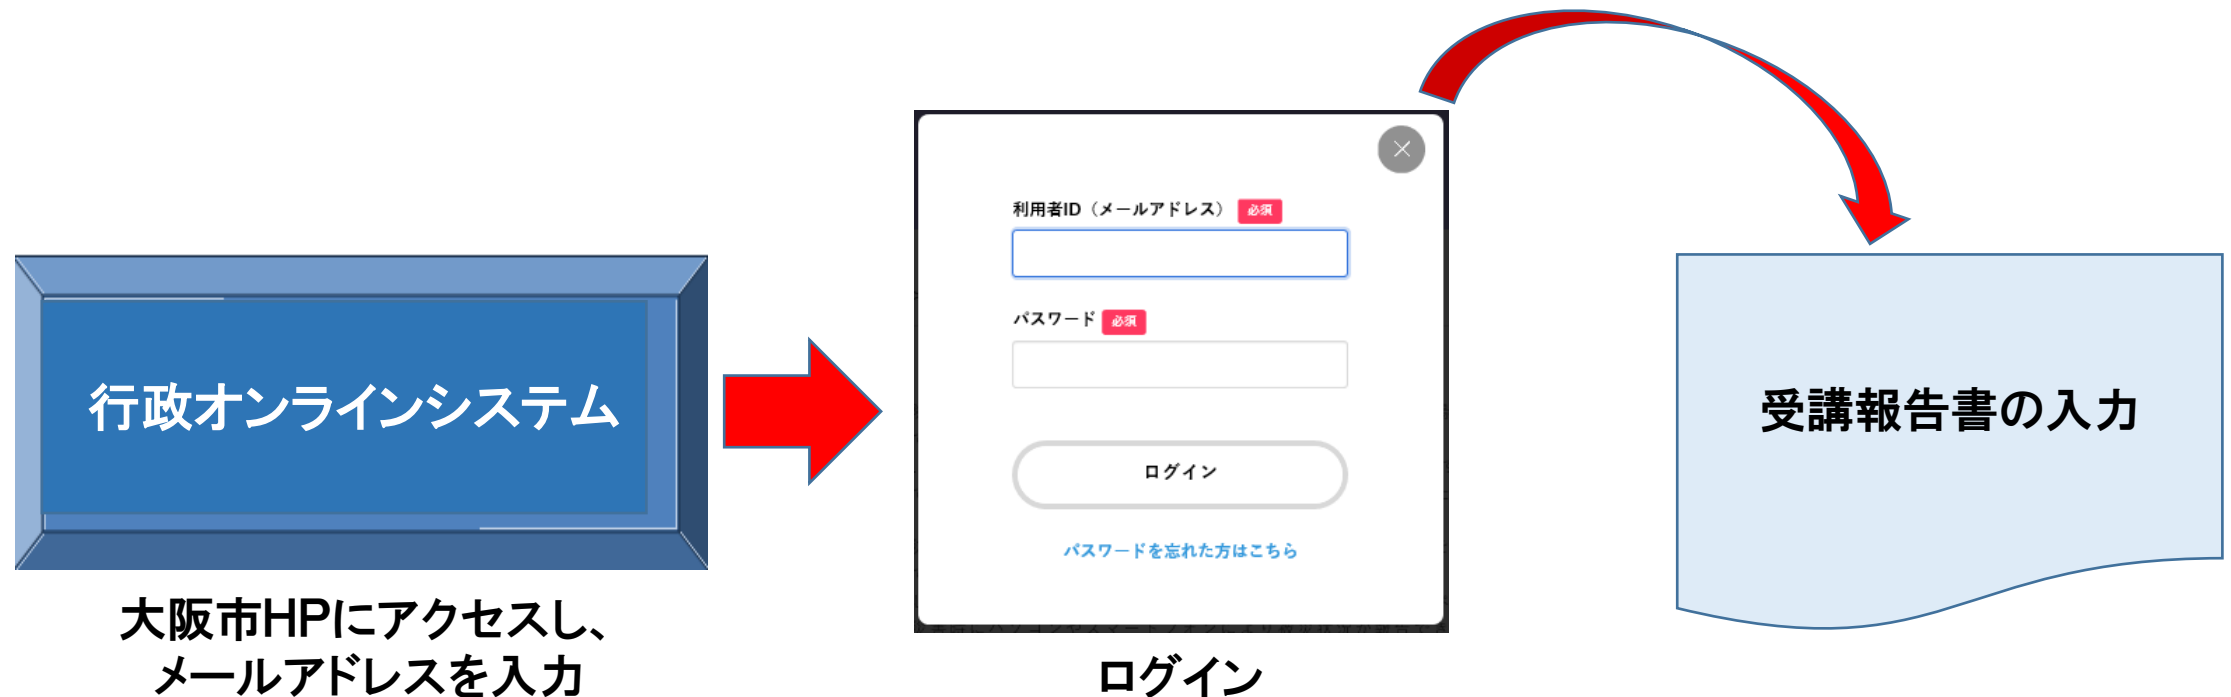 行政オンラインシステム
大阪市HPにアクセスし、
メールアドレスを入力
利用者ID（メールアドレス） 必須
パスワード 必須
ログイン
パスワードを忘れた方はこちら
ログイン
受講報告書の入力